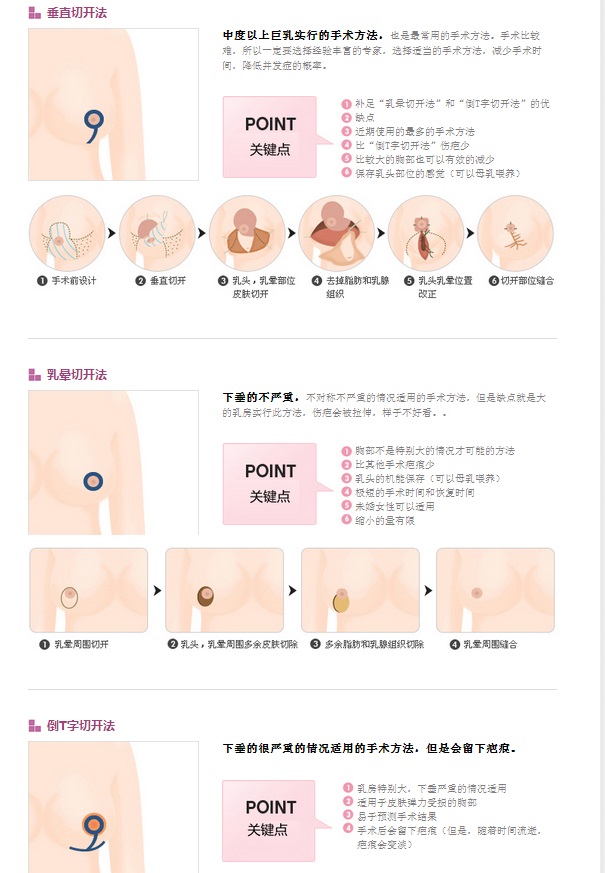 垂直切开法
中度以上巨乳实行的手术方法，也是最常用的手术方法。手术比较
难，所以一定要选择经验丰富的专家，选择适当的手术方法，减少手术时
间，降低并发症的概率。
POINT
关键点
1 补足“乳晕切开法”和“倒T字切开法”的优
2 缺点
3 近期使用的最多的手术方法
4 比“倒T字切开法”伤疤少
5 比较大的胸部也可以有效的减少
6 保存乳头部位的感觉（可以母乳喂养）
1 手术前设计
2 垂直切开
3 乳头，乳晕部位
皮肤切开
4 去掉脂肪和乳腺
组织
5 乳头乳晕位置
改正
6 切开部位缝合
乳晕切开法
下垂的不严重，不对称不严重的情况适用的手术方法，但是缺点就是大
的乳房实行此方法，伤疤会被拉伸，样子不好看。。
POINT
关键点
1 胸部不是特别大的情况才可能的方法
2 比其他手术疤痕少
3 乳头的机能保存（可以母乳喂养）
4 极短的手术时间和恢复时间
5 未婚女性可以适用
6 缩小的量有限
1 乳晕周围切开
2 乳头，乳晕周围多余皮肤切除
3 多余脂肪和乳腺组织切除
4 乳晕周围缝合
倒T字切开法
下垂的很严重的情况适用的手术方法，但是会留下疤痕。
POINT
关键点
1 乳房特别大，下垂严重的情况适用
2 适用于皮肤弹力受损的胸部
3 易于预测手术结果
4 手术后会留下疤痕（但是，随着时间流逝，
疤痕会变淡）